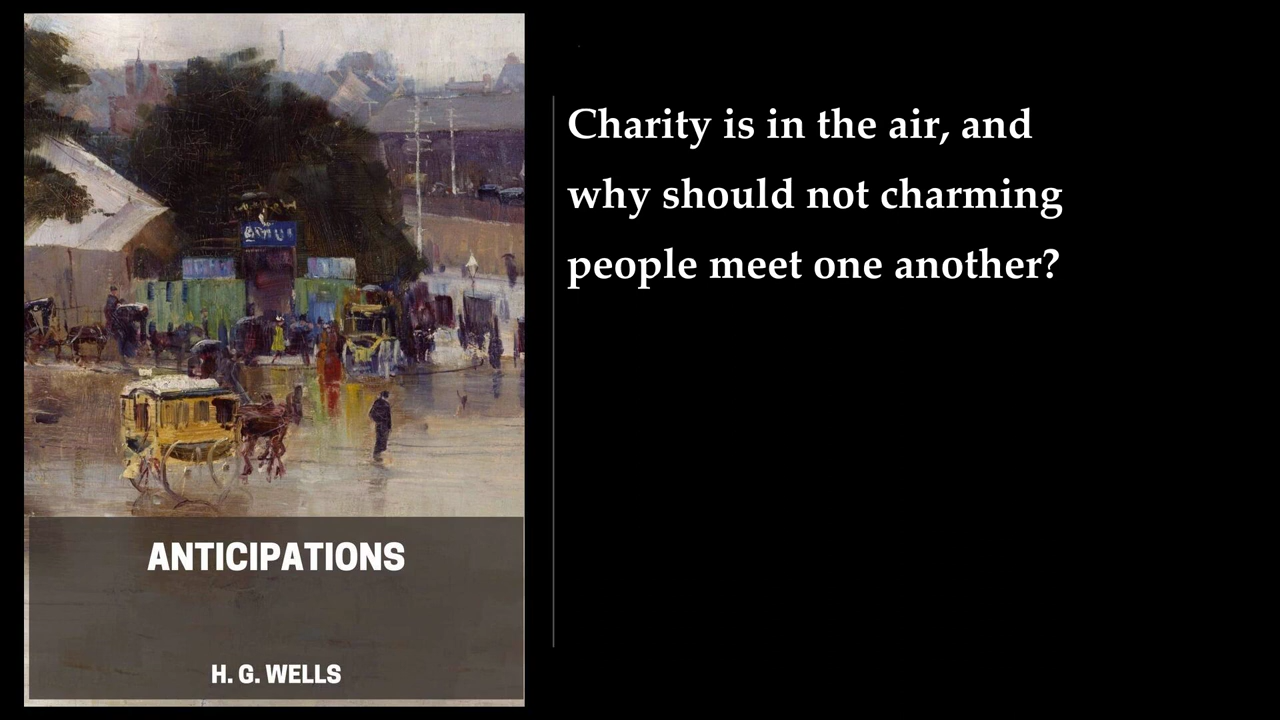 Charity is in the air, and
why should not charming
people meet one another?
ANTICIPATIONS
H. G. WELLS